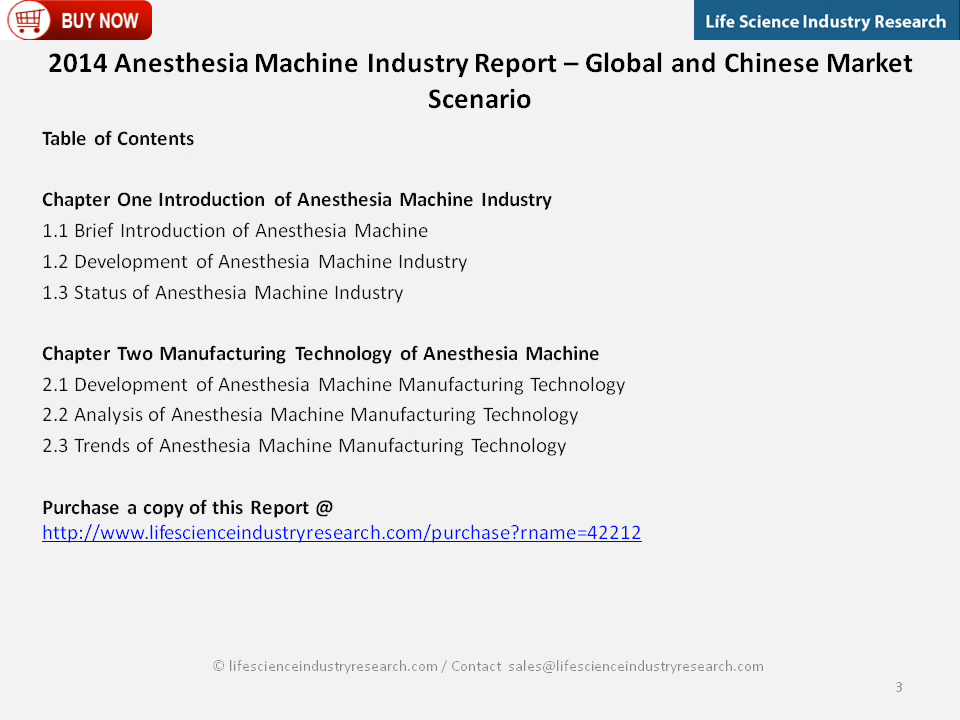 BUY NOW
Life Science Industry Research
2014 Anesthesia Machine Industry Report – Global and Chinese Market
Scenario
Table of Contents
Chapter One Introduction of Anesthesia Machine Industry
1.1 Brief Introduction of Anesthesia Machine
1.2 Development of Anesthesia Machine Industry
1.3 Status of Anesthesia Machine Industry
Chapter Two Manufacturing Technology of Anesthesia Machine
2.1 Development of Anesthesia Machine Manufacturing Technology
2.2 Analysis of Anesthesia Machine Manufacturing Technology
2.3 Trends of Anesthesia Machine Manufacturing Technology
Purchase a copy of this Report @
http://www.lifescienceindustryresearch.com/purchase?rname=42212
© lifescienceindustryresearch.com / Contact sales@lifescienceindustryresearch.com
3